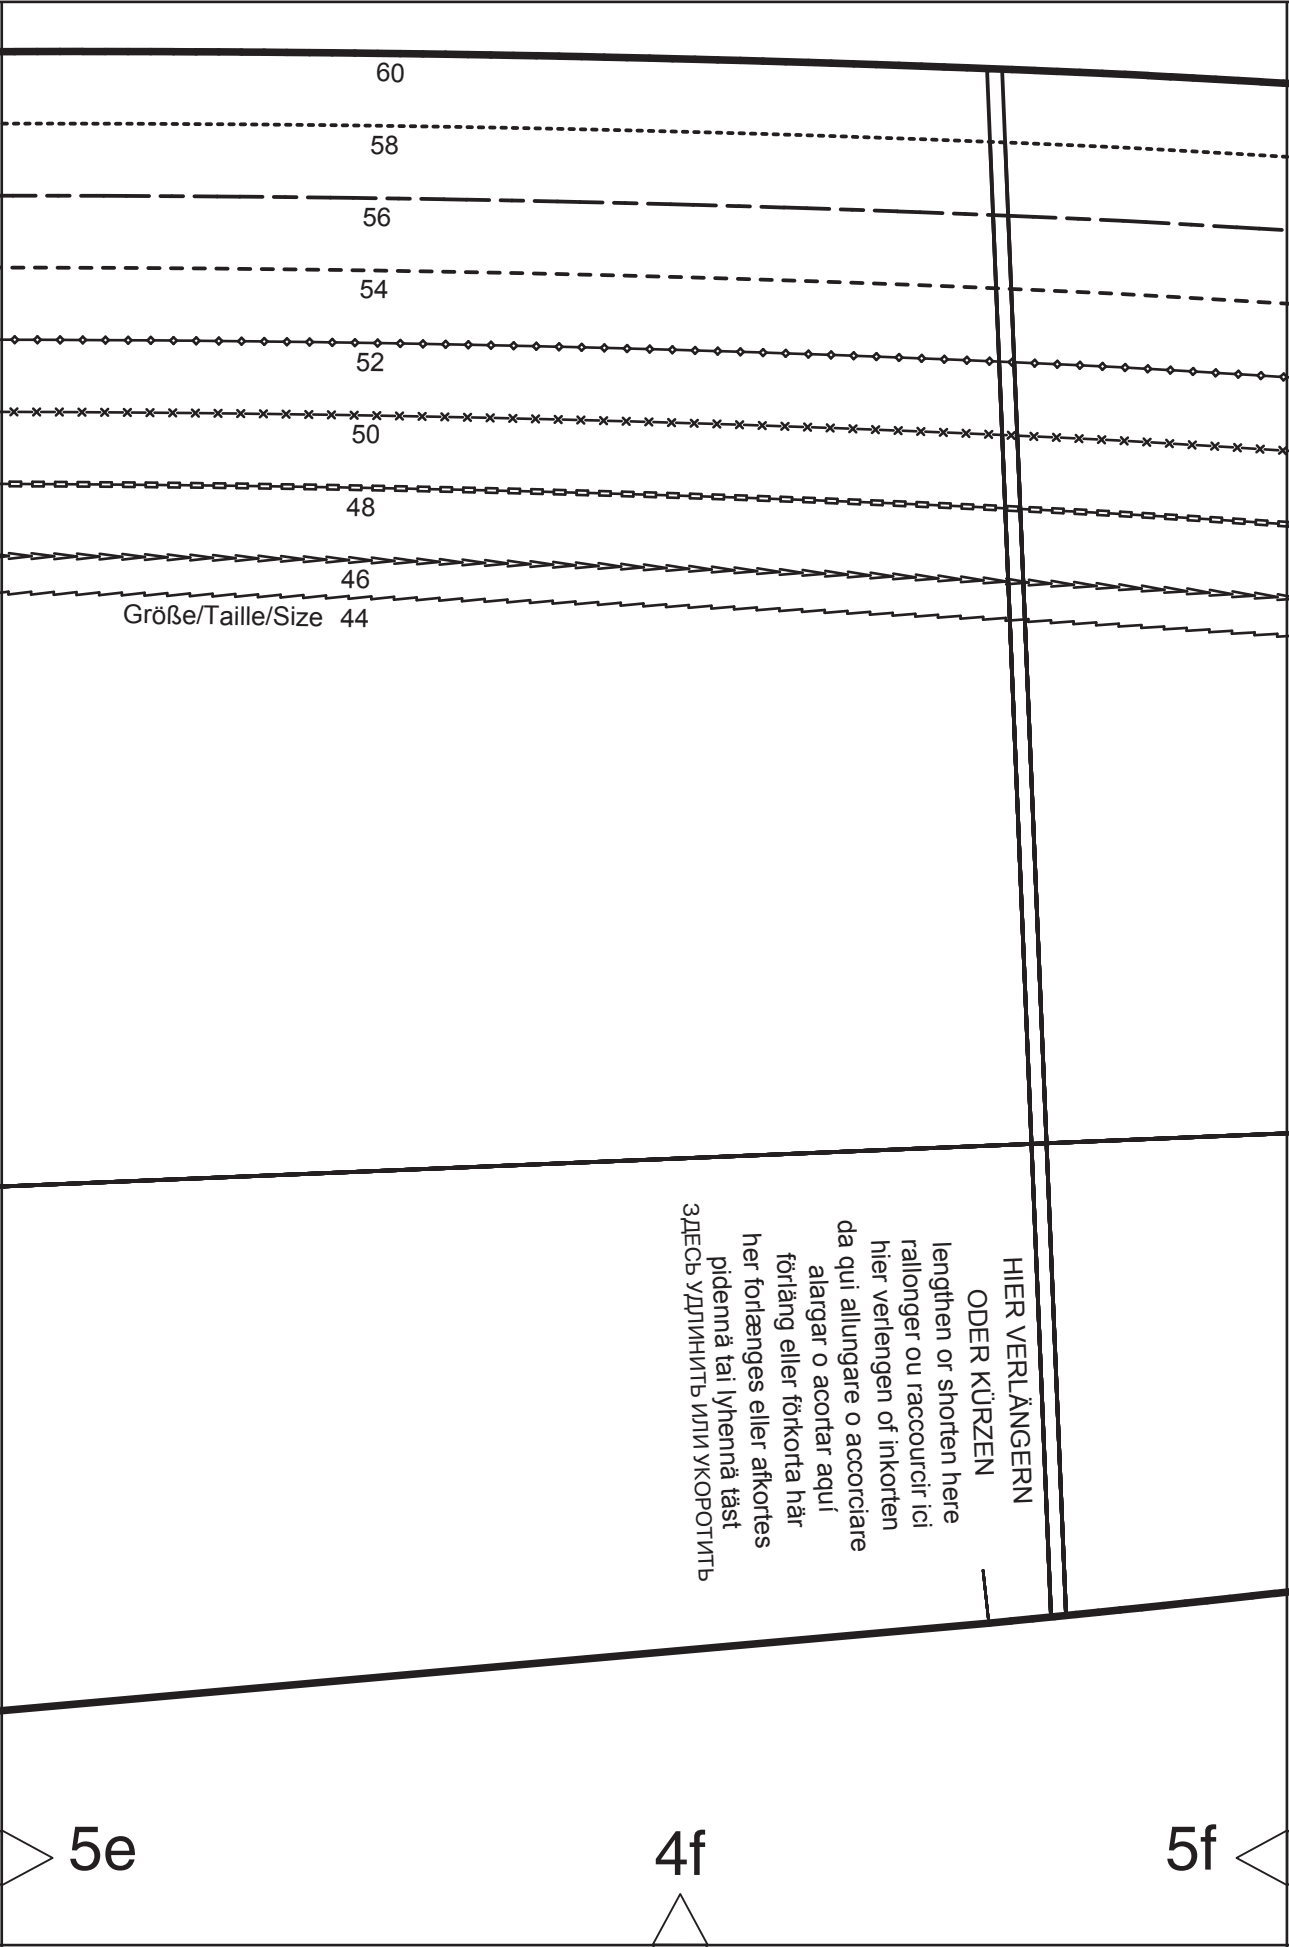 60
58
56
54
52
50
48
46
Größe/Taille/Size 44
HIER VERLÄNGERN
ODER KÜRZEN
lengthen or shorten here
rallonger ou raccourcir ici
hier verlengen of inkorten
da qui allungare o accorciare
alargar o acortar aquí
förläng eller förkorta här
her forlænges eller afkortes
pidennä tai lyhennä täst
ЗДЕСЬ УДЛИНИТЬ ИЛИ УКОРОТИТЬ
5e
4f
5f